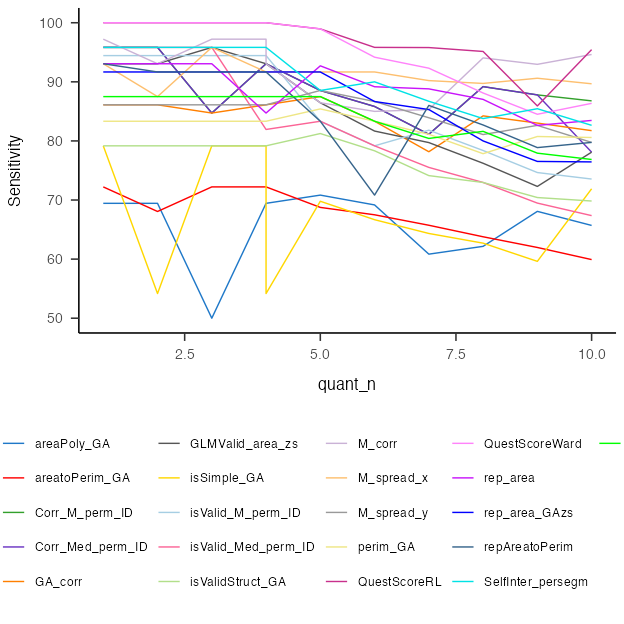 100
90
80
70
60
50
Sensitivity
2.5 5.0 7.5 10.0
quant_n
areaPoly_GA GLMValid_area_zs M_corr QuestScoreWard
areatoPerim_GA isSimple_GA M_spread_x rep_area
Corr_M_perm_ID isValid_M_perm_ID M_spread_y rep_area_GAzs
Corr_Med_perm_ID isValid_Med_perm_ID perim_GA repAreatoPerim
GA_corr isValidStruct_GA QuestScoreRL SelfInter_persegm